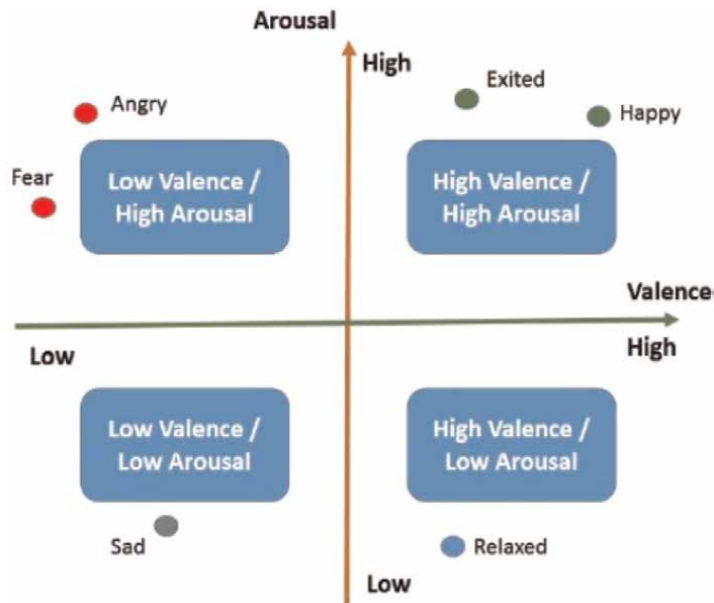 Arousal
High
Exited
Angry
Happy
Fear
Low Valence /
High Arousal
High Valence /
High Arousal
Valence
Low
High
Low Valence /
Low Arousal
High Valence /
Low Arousal
Sad
Relaxed
Low